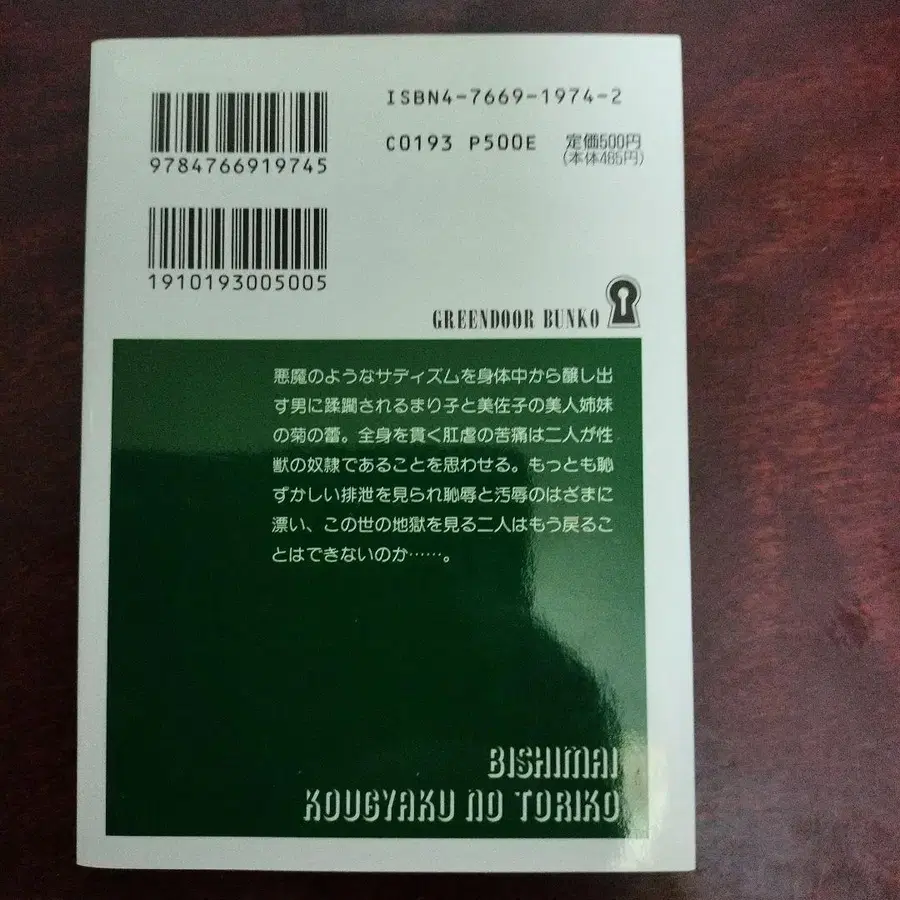 ISBN4-7669-1974-2
C0193 P500E 定価500円
(本体485円)
9784766919745
1910193005005
GREENDOOR BUNKO
悪魔のようなサディズムを身体中から醸し出
す男に蹂躙されるまり子と美佐子の美人姉妹
の菊の蕾。全身を貫く肛虐の苦痛は二人が性
獣の奴隷であることを思わせる。もっとも恥
ずかしい排泄を見られ恥辱と汚辱のはざまに
漂い、この世の地獄を見る二人はもう戻るこ
とはできないのか……。
BISHIMAI
KOUGYAKU NO TORIKO